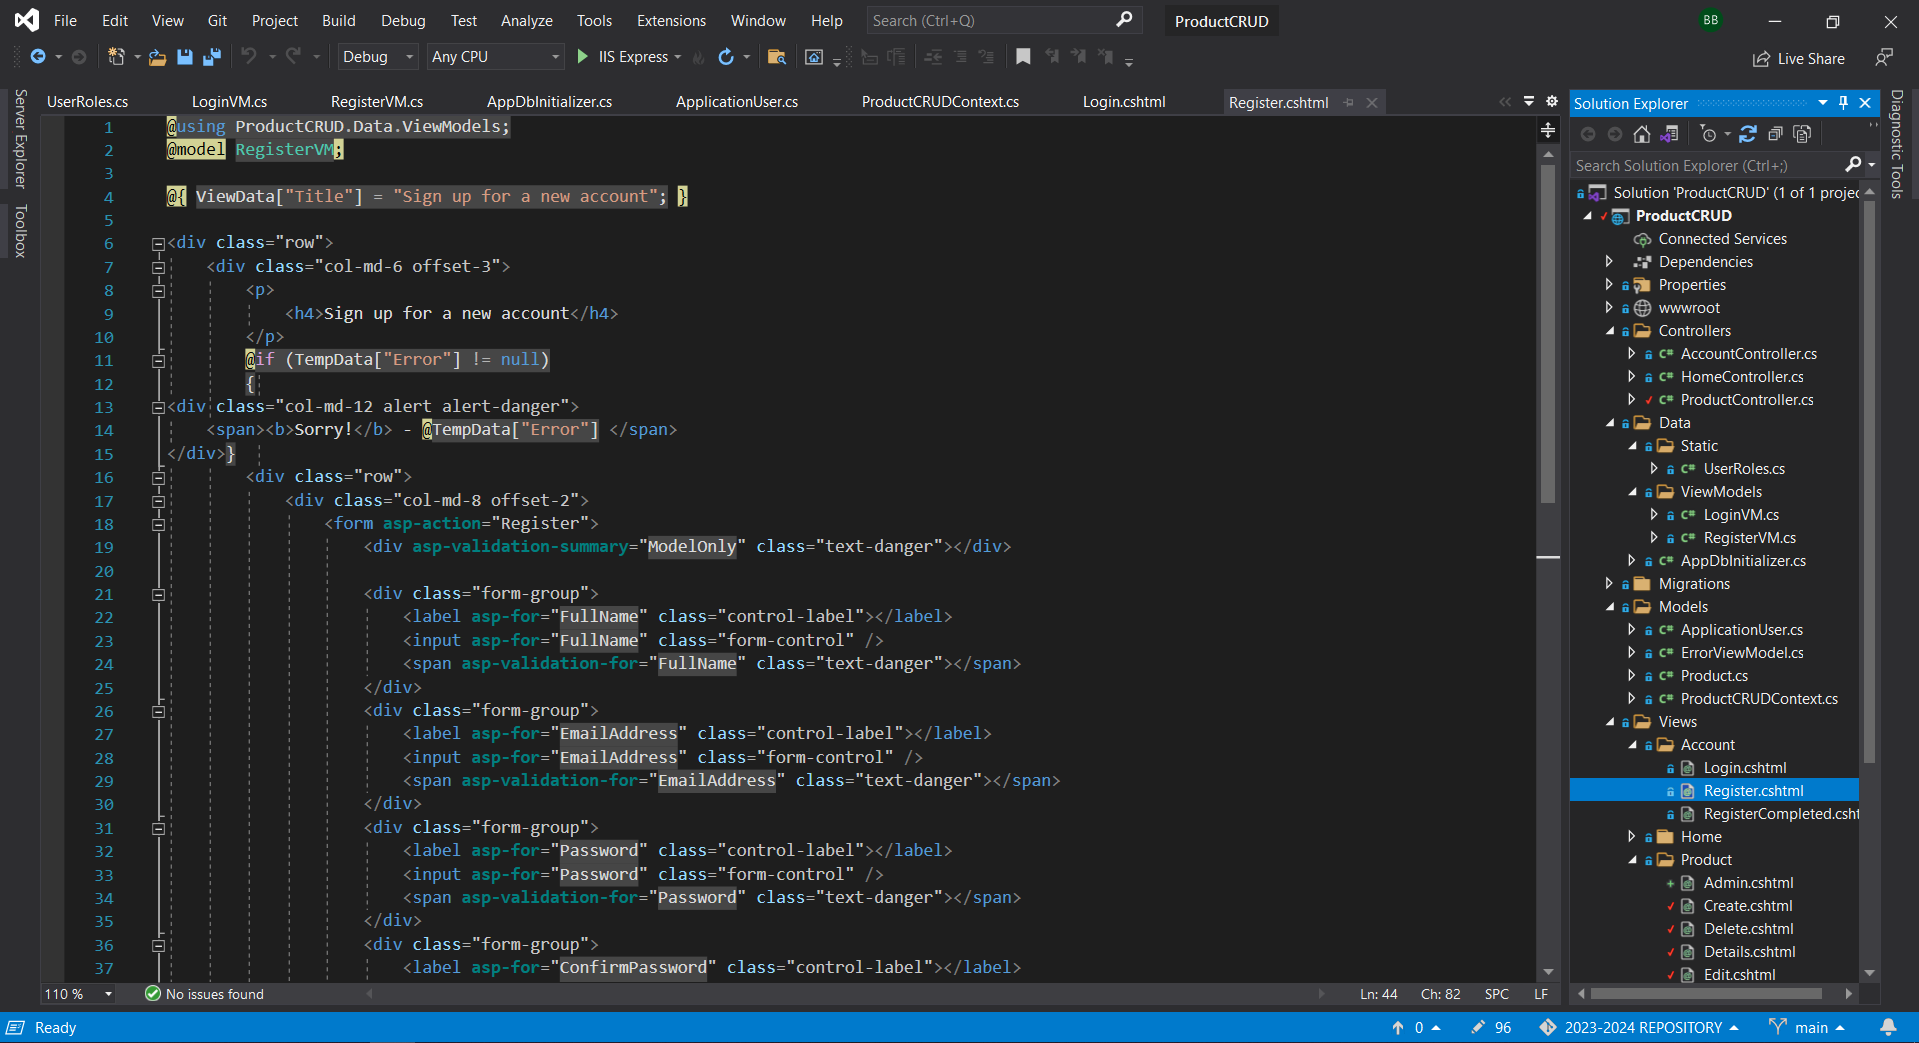 File Edit View Git Project Build Debug Test Analyze Tools Extensions Window Help Search (Ctrl+Q) ProductCRUD BB
Debug Any CPU IIS Express Live Share
Server Explorer
Toolbox
UserRoles.cs LoginVM.cs RegisterVM.cs AppDbInitializer.cs ApplicationUser.cs ProductCRUDContext.cs Login.cshtml Register.cshtml
1 @using ProductCRUD.Data.ViewModels;
2 @model RegisterVM;
3
4 @{ ViewData["Title"] = "Sign up for a new account"; }
5
6 <div class="row">
7 <div class="col-md-6 offset-3">
8 <p>
9 <h4>Sign up for a new account</h4>
10 </p>
11 @if (TempData["Error"] != null)
12 {
13 <div class="col-md-12 alert alert-danger">
14 <span><b>Sorry!</b> - @TempData["Error"] </span>
15 </div>}
16 <div class="row">
17 <div class="col-md-8 offset-2">
18 <form asp-action="Register">
19 <div asp-validation-summary="ModelOnly" class="text-danger"></div>
20
21 <div class="form-group">
22 <label asp-for="FullName" class="control-label"></label>
23 <input asp-for="FullName" class="form-control" />
24 <span asp-validation-for="FullName" class="text-danger"></span>
25 </div>
26 <div class="form-group">
27 <label asp-for="EmailAddress" class="control-label"></label>
28 <input asp-for="EmailAddress" class="form-control" />
29 <span asp-validation-for="EmailAddress" class="text-danger"></span>
30 </div>
31 <div class="form-group">
32 <label asp-for="Password" class="control-label"></label>
33 <input asp-for="Password" class="form-control" />
34 <span asp-validation-for="Password" class="text-danger"></span>
35 </div>
36 <div class="form-group">
37 <label asp-for="ConfirmPassword" class="control-label"></label>
110 % No issues found Ln: 44 Ch: 82 SPC LF
Solution Explorer
Search Solution Explorer (Ctrl+;)
Solution 'ProductCRUD' (1 of 1 projec
ProductCRUD
Connected Services
Dependencies
Properties
wwwroot
Controllers
C# AccountController.cs
C# HomeController.cs
C# ProductController.cs
Data
Static
C# UserRoles.cs
ViewModels
C# LoginVM.cs
C# RegisterVM.cs
C# AppDbInitializer.cs
Migrations
Models
C# ApplicationUser.cs
C# ErrorViewModel.cs
C# Product.cs
C# ProductCRUDContext.cs
Views
Account
Login.cshtml
Register.cshtml
RegisterCompleted.csht
Home
Product
Admin.cshtml
Create.cshtml
Delete.cshtml
Details.cshtml
Edit.cshtml
Diagnostic Tools
Ready 0 96 2023-2024 REPOSITORY main